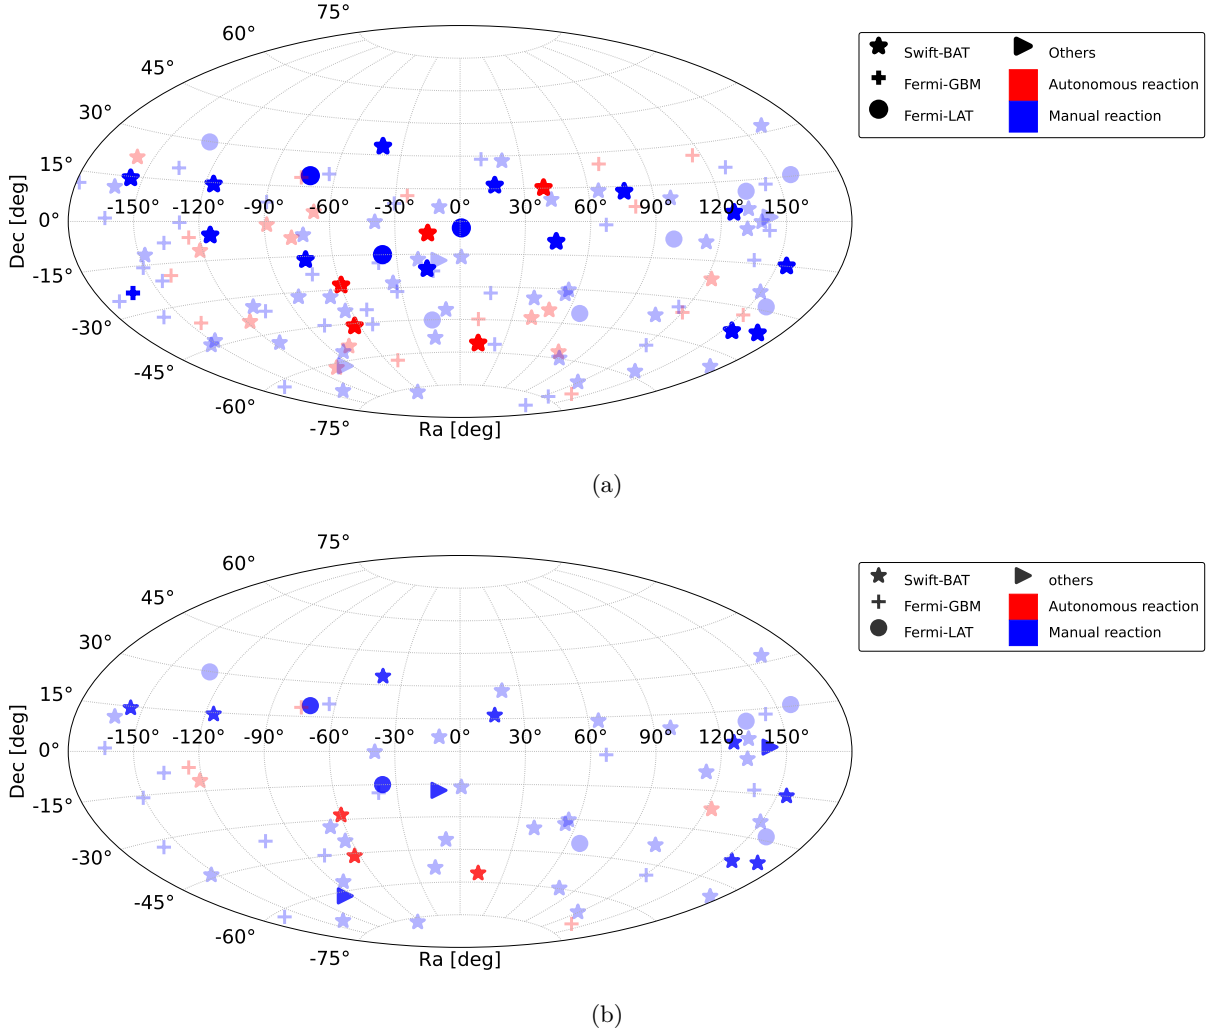 75°
60°
45°
30°
15°
0°
-15°
-30°
-45°
-60°
-75°
-150° -120° -90° -60° -30° 0° 30° 60° 90° 120° 150°
Dec [deg]
Ra [deg]
Swift-BAT
Fermi-GBM
Fermi-LAT
Others
Autonomous reaction
Manual reaction
(a)
75°
60°
45°
30°
15°
0°
-15°
-30°
-45°
-60°
-75°
-150° -120° -90° -60° -30° 0° 30° 60° 90° 120° 150°
Dec [deg]
Ra [deg]
Swift-BAT
Fermi-GBM
Fermi-LAT
others
Autonomous reaction
Manual reaction
(b)